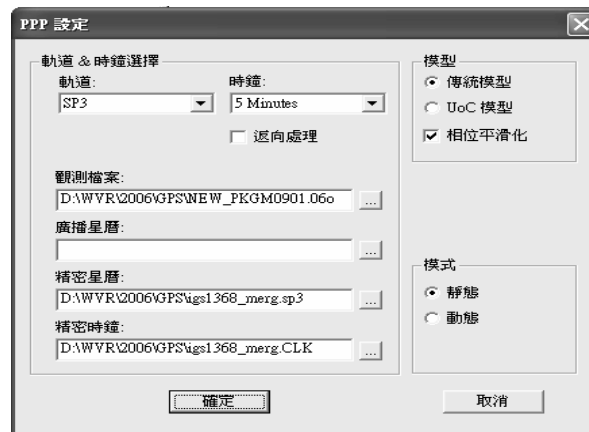 PPP 設定
軌道 & 時鐘選擇
軌道:
時鐘:
SP3
5 Minutes
返向處理
觀測檔案:
D:\WVR\2006\GPS\NEW_PKGM0901.06o
...
廣播星曆:
...
精密星曆:
D:\WVR\2006\GPS\igs1368_merg.sp3
...
精密時鐘:
D:\WVR\2006\GPS\igs1368_merg.CLK
...
模型
傳統模型
UoC 模型
相位平滑化
模式
靜態
動態
確定
取消